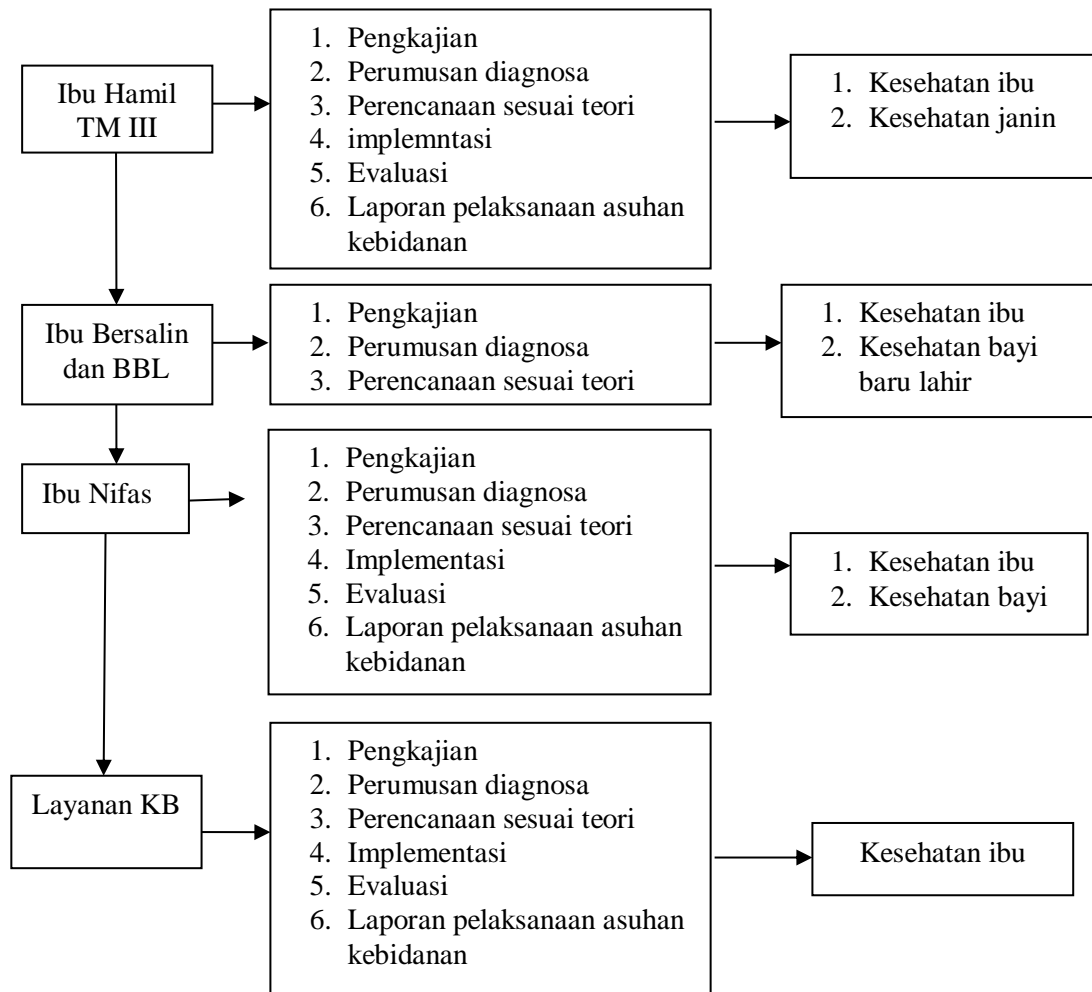 Ibu Hamil
TM III
1. Pengkajian
2. Perumusan diagnosa
3. Perencanaan sesuai teori
4. implemntasi
5. Evaluasi
6. Laporan pelaksanaan asuhan
kebidanan
1. Kesehatan ibu
2. Kesehatan janin
Ibu Bersalin
dan BBL
1. Pengkajian
2. Perumusan diagnosa
3. Perencanaan sesuai teori
1. Kesehatan ibu
2. Kesehatan bayi
baru lahir
Ibu Nifas
1. Pengkajian
2. Perumusan diagnosa
3. Perencanaan sesuai teori
4. Implementasi
5. Evaluasi
6. Laporan pelaksanaan asuhan
kebidanan
1. Kesehatan ibu
2. Kesehatan bayi
Layanan KB
1. Pengkajian
2. Perumusan diagnosa
3. Perencanaan sesuai teori
4. Implementasi
5. Evaluasi
6. Laporan pelaksanaan asuhan
kebidanan
Kesehatan ibu